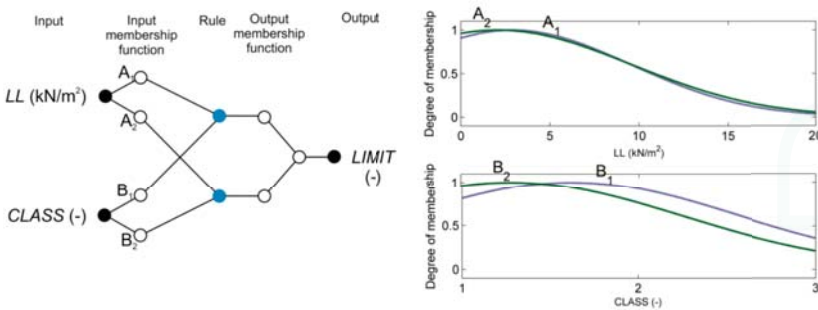 Input
Input
membership
function
Rule
Output
membership
function
Output
LL (kN/m²)
A₁
A₂
B₁
B₂
CLASS (-)
LIMIT
(-)
A₂
A₁
Degree of membership
1
0.5
0
0
5
10
15
20
LL (kN/m²)
B₂
B₁
Degree of membership
1
0.5
0
1
2
3
CLASS (-)